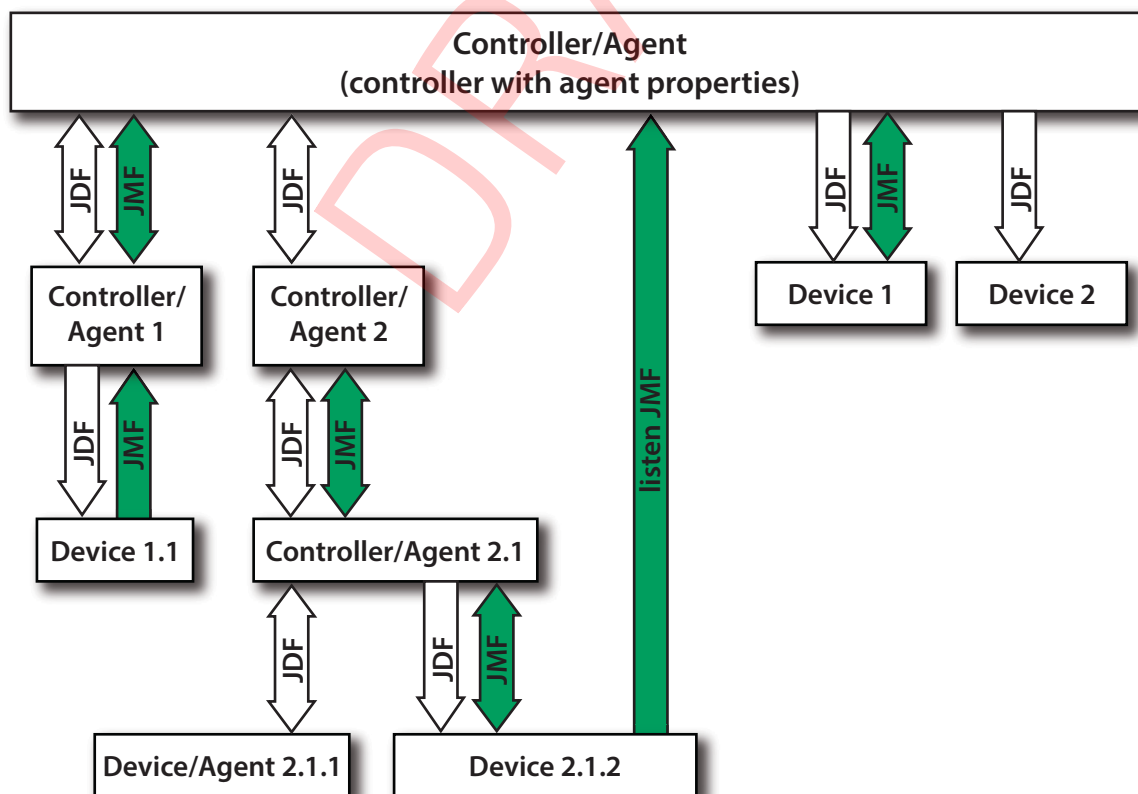 Controller/Agent
(controller with agent properties)
JDF
JMF
JDF
listen JMF
JDF
JMF
JDF
Controller/
Agent 1
Controller/
Agent 2
Device 1
Device 2
JDF
JMF
JDF
JMF
Device 1.1
Controller/Agent 2.1
JDF
JDF
JMF
Device/Agent 2.1.1
Device 2.1.2